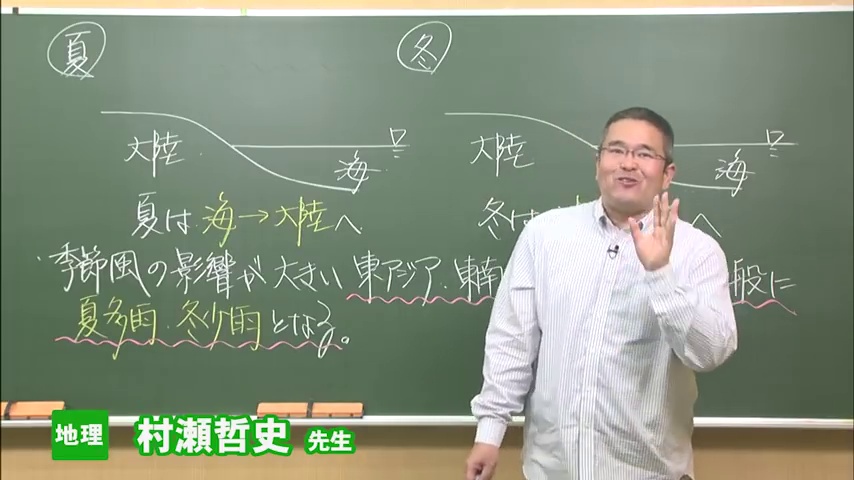 夏
冬
大陸
海
大陸
海
夏は 海→大陸へ
冬は へ
季節風の影響が大きい 東アジア・東南 般に
夏多雨・冬少雨となる。
地理 村瀬哲史 先生